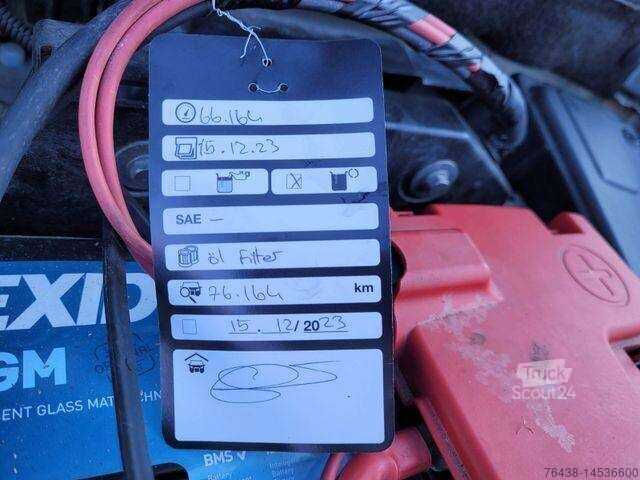 66.164
15.12.23
SAE –
öl Filter
76.164 km
15. 12/2023
EXID
GM
ENT GLASS MAT
BMS
Battery
Truck
Scout24
76438-14536600